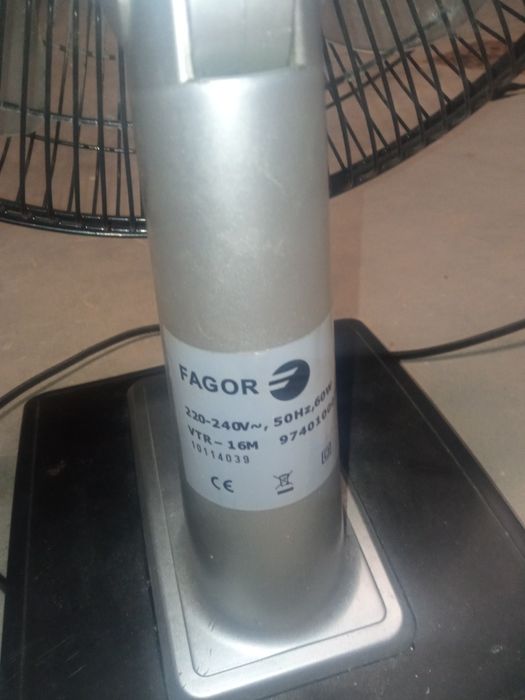 FAGOR
220-240V~, 50Hz, 60W
VTR-16M
10114039
CE